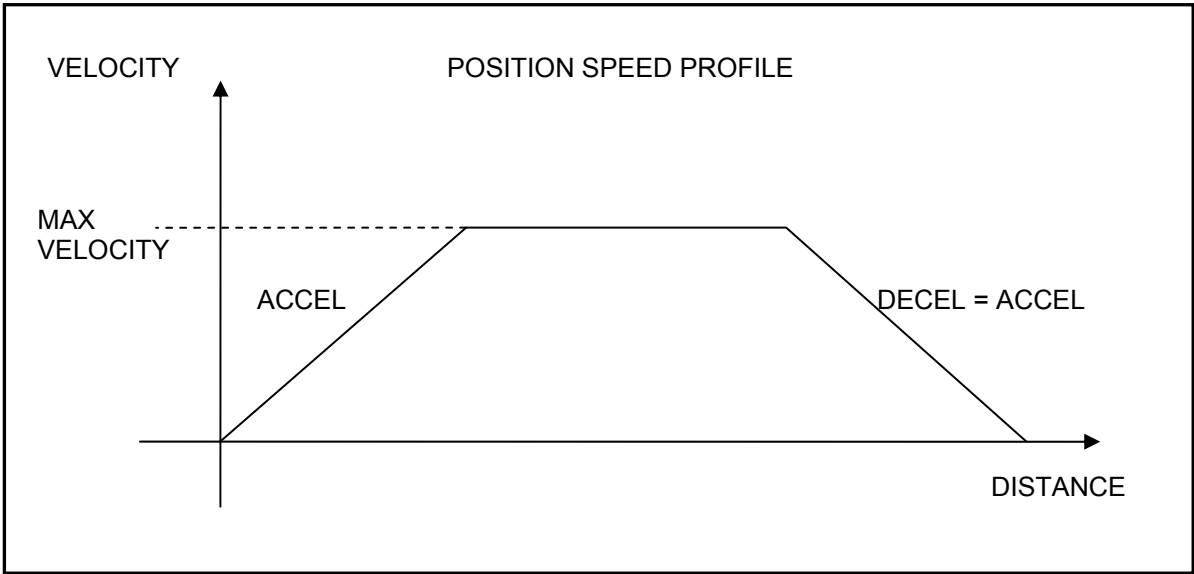 VELOCITY
POSITION SPEED PROFILE
MAX
VELOCITY
ACCEL
DECEL = ACCEL
DISTANCE